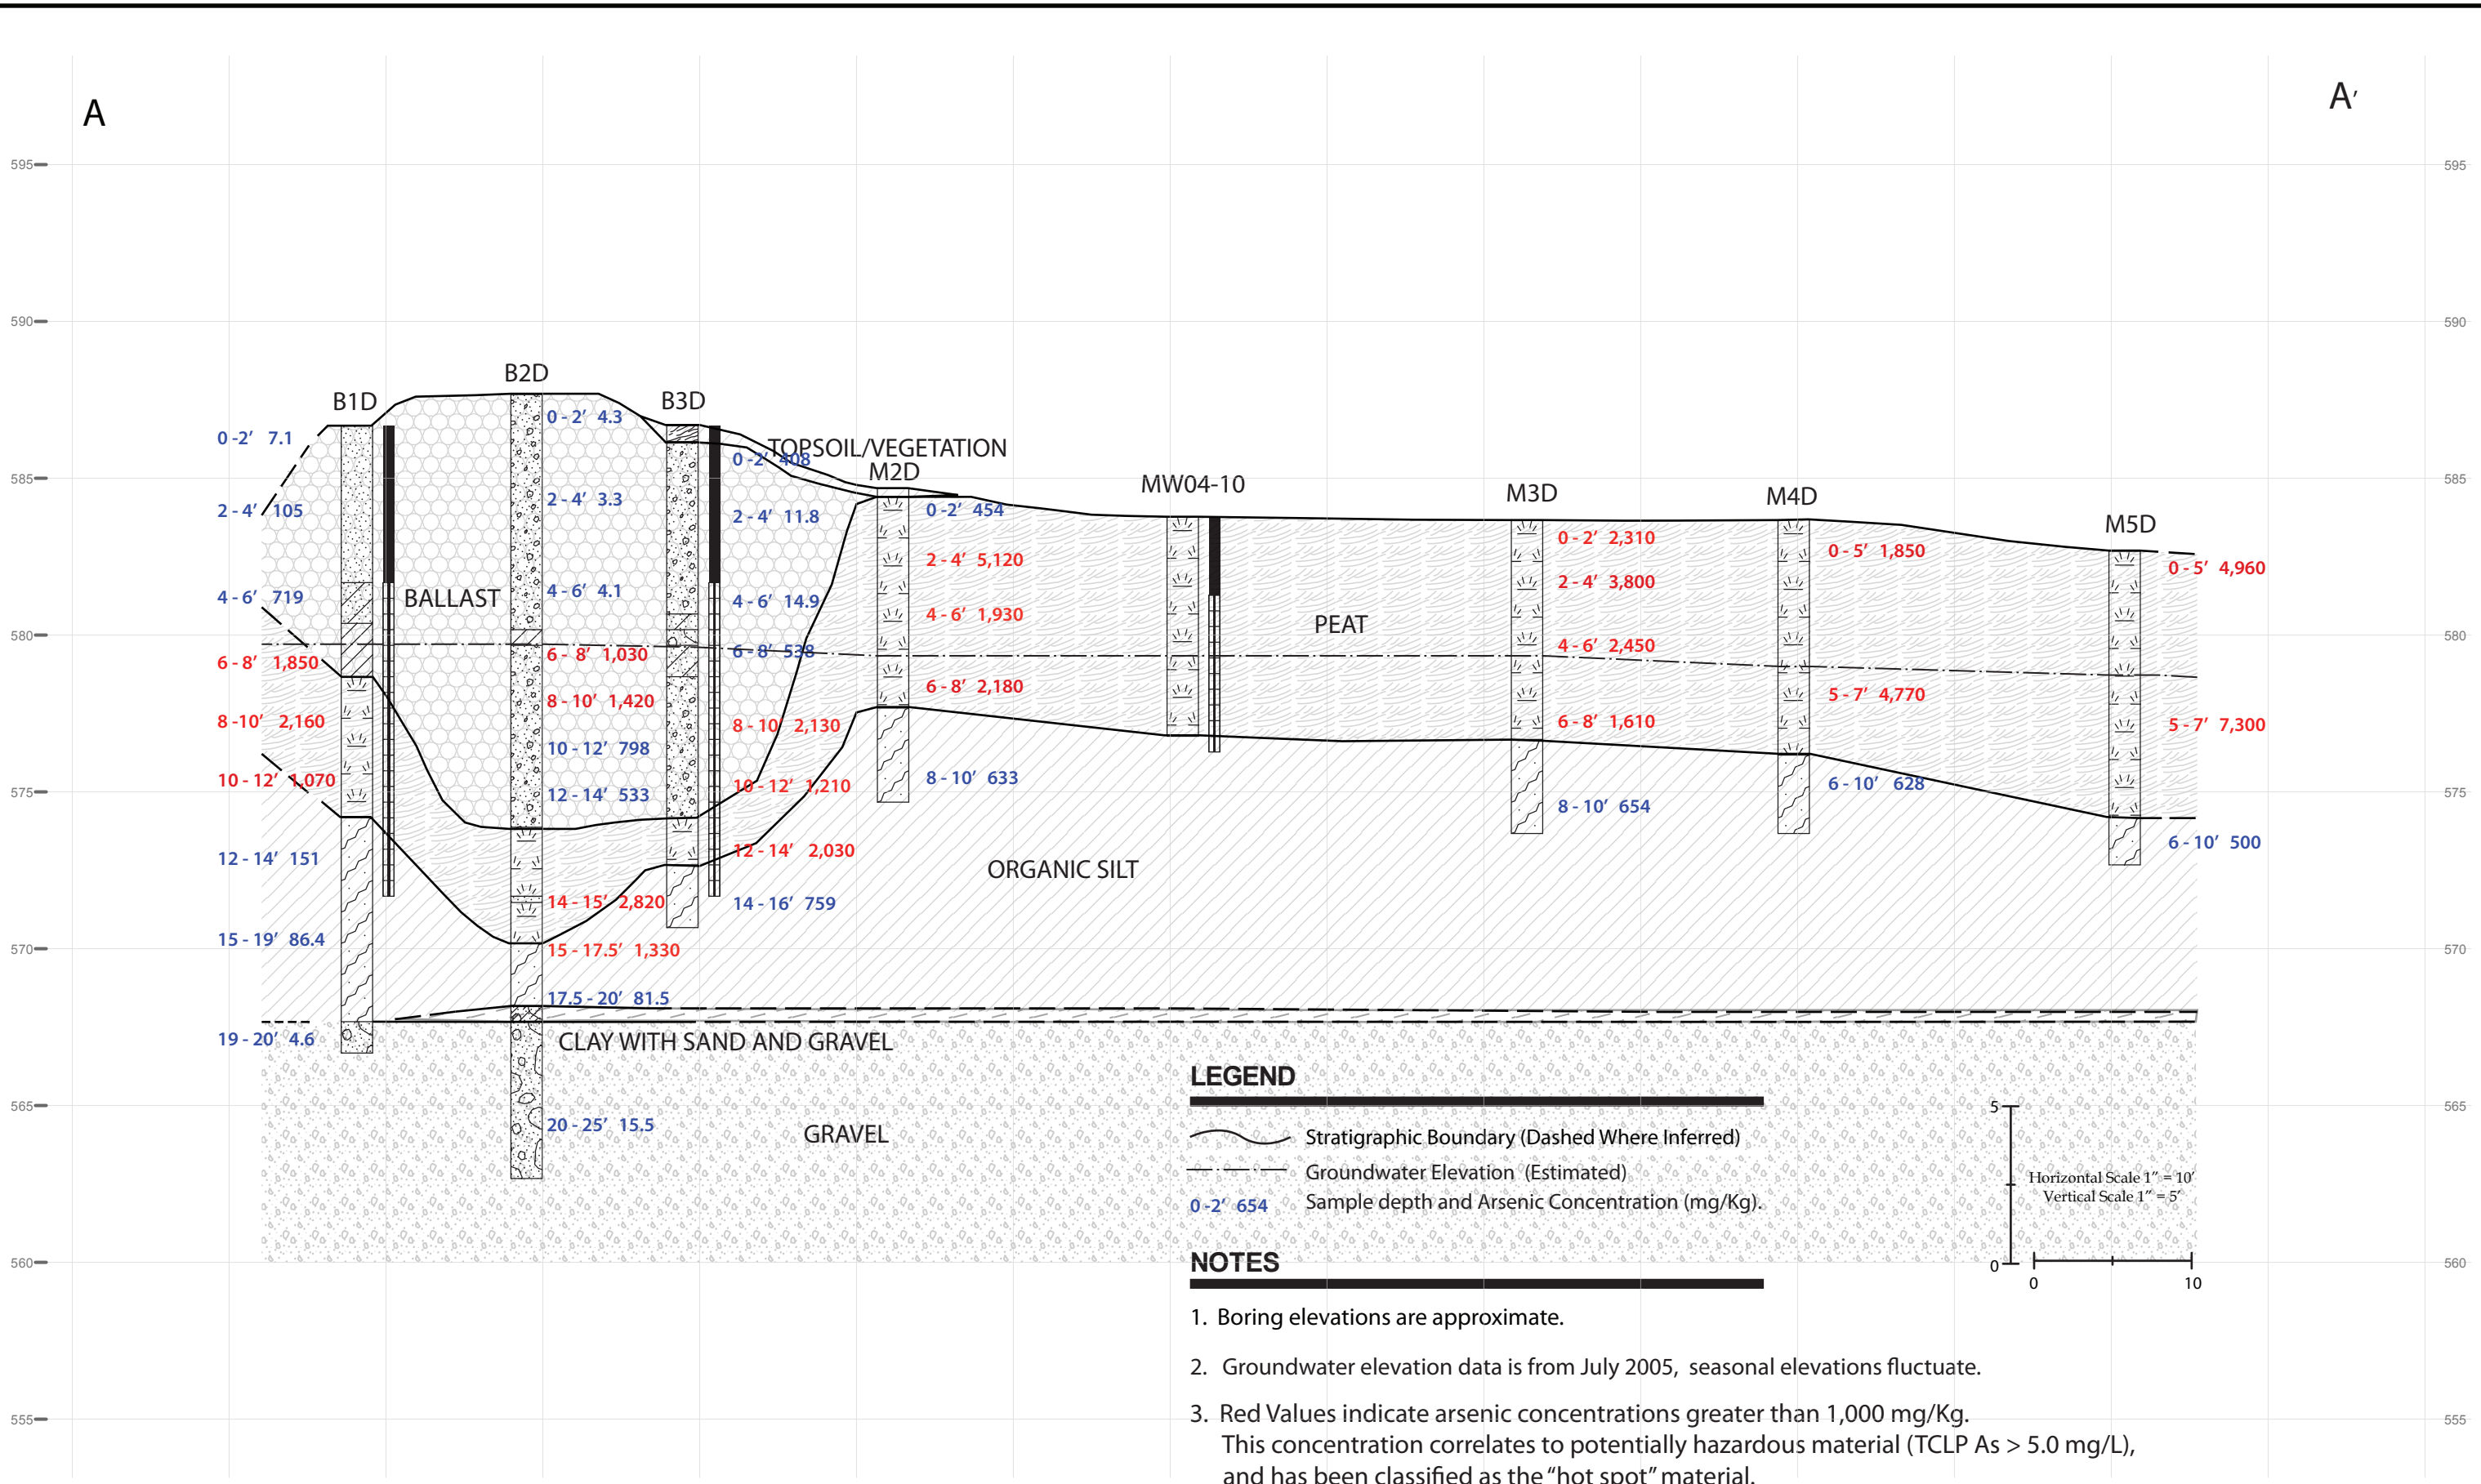 A
A′
595
595
590
590
585
585
580
580
575
575
570
570
565
565
560
560
555
555
B1D
0 -2′ 7.1
2 - 4′ 105
4 - 6′ 719
6 - 8′ 1,850
8 -10′ 2,160
10 - 12′ 1,070
12 - 14′ 151
15 - 19′ 86.4
19 - 20′ 4.6
B2D
0 - 2′ 4.3
2 - 4′ 3.3
4 - 6′ 4.1
6 - 8′ 1,030
8 - 10′ 1,420
10 - 12′ 798
12 - 14′ 533
14 - 15′ 2,820
15 - 17.5′ 1,330
17.5 - 20′ 81.5
20 - 25′ 15.5
B3D
0 -2′ 408
2 - 4′ 11.8
4 - 6′ 14.9
6 - 8′ 538
8 - 10′ 2,130
10 - 12′ 1,210
12 - 14′ 2,030
14 - 16′ 759
TOPSOIL/VEGETATION
M2D
0 -2′ 454
2 - 4′ 5,120
4 - 6′ 1,930
6 - 8′ 2,180
8 - 10′ 633
MW04-10
M3D
0 - 2′ 2,310
2 - 4′ 3,800
4 - 6′ 2,450
6 - 8′ 1,610
8 - 10′ 654
M4D
0 - 5′ 1,850
5 - 7′ 4,770
6 - 10′ 628
M5D
0 - 5′ 4,960
5 - 7′ 7,300
6 - 10′ 500
BALLAST
PEAT
ORGANIC SILT
CLAY WITH SAND AND GRAVEL
GRAVEL
LEGEND
Stratigraphic Boundary (Dashed Where Inferred)
Groundwater Elevation (Estimated)
0 -2′ 654 Sample depth and Arsenic Concentration (mg/Kg).
5
0
Horizontal Scale 1″ = 10′
Vertical Scale 1″ = 5′
0 10
NOTES
1. Boring elevations are approximate.
2. Groundwater elevation data is from July 2005, seasonal elevations fluctuate.
3. Red Values indicate arsenic concentrations greater than 1,000 mg/Kg.
This concentration correlates to potentially hazardous material (TCLP As > 5.0 mg/L),
and has been classified as the “hot spot” material.